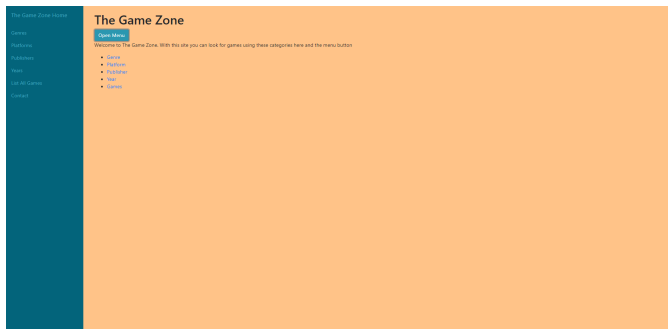 The Game Zone Home
Genres
Platforms
Publishers
Years
List All Games
Contact
The Game Zone
Open Menu
Welcome to The Game Zone. With this site you can look for games using these categories here and the menu button
Genre
Platform
Publisher
Year
Games